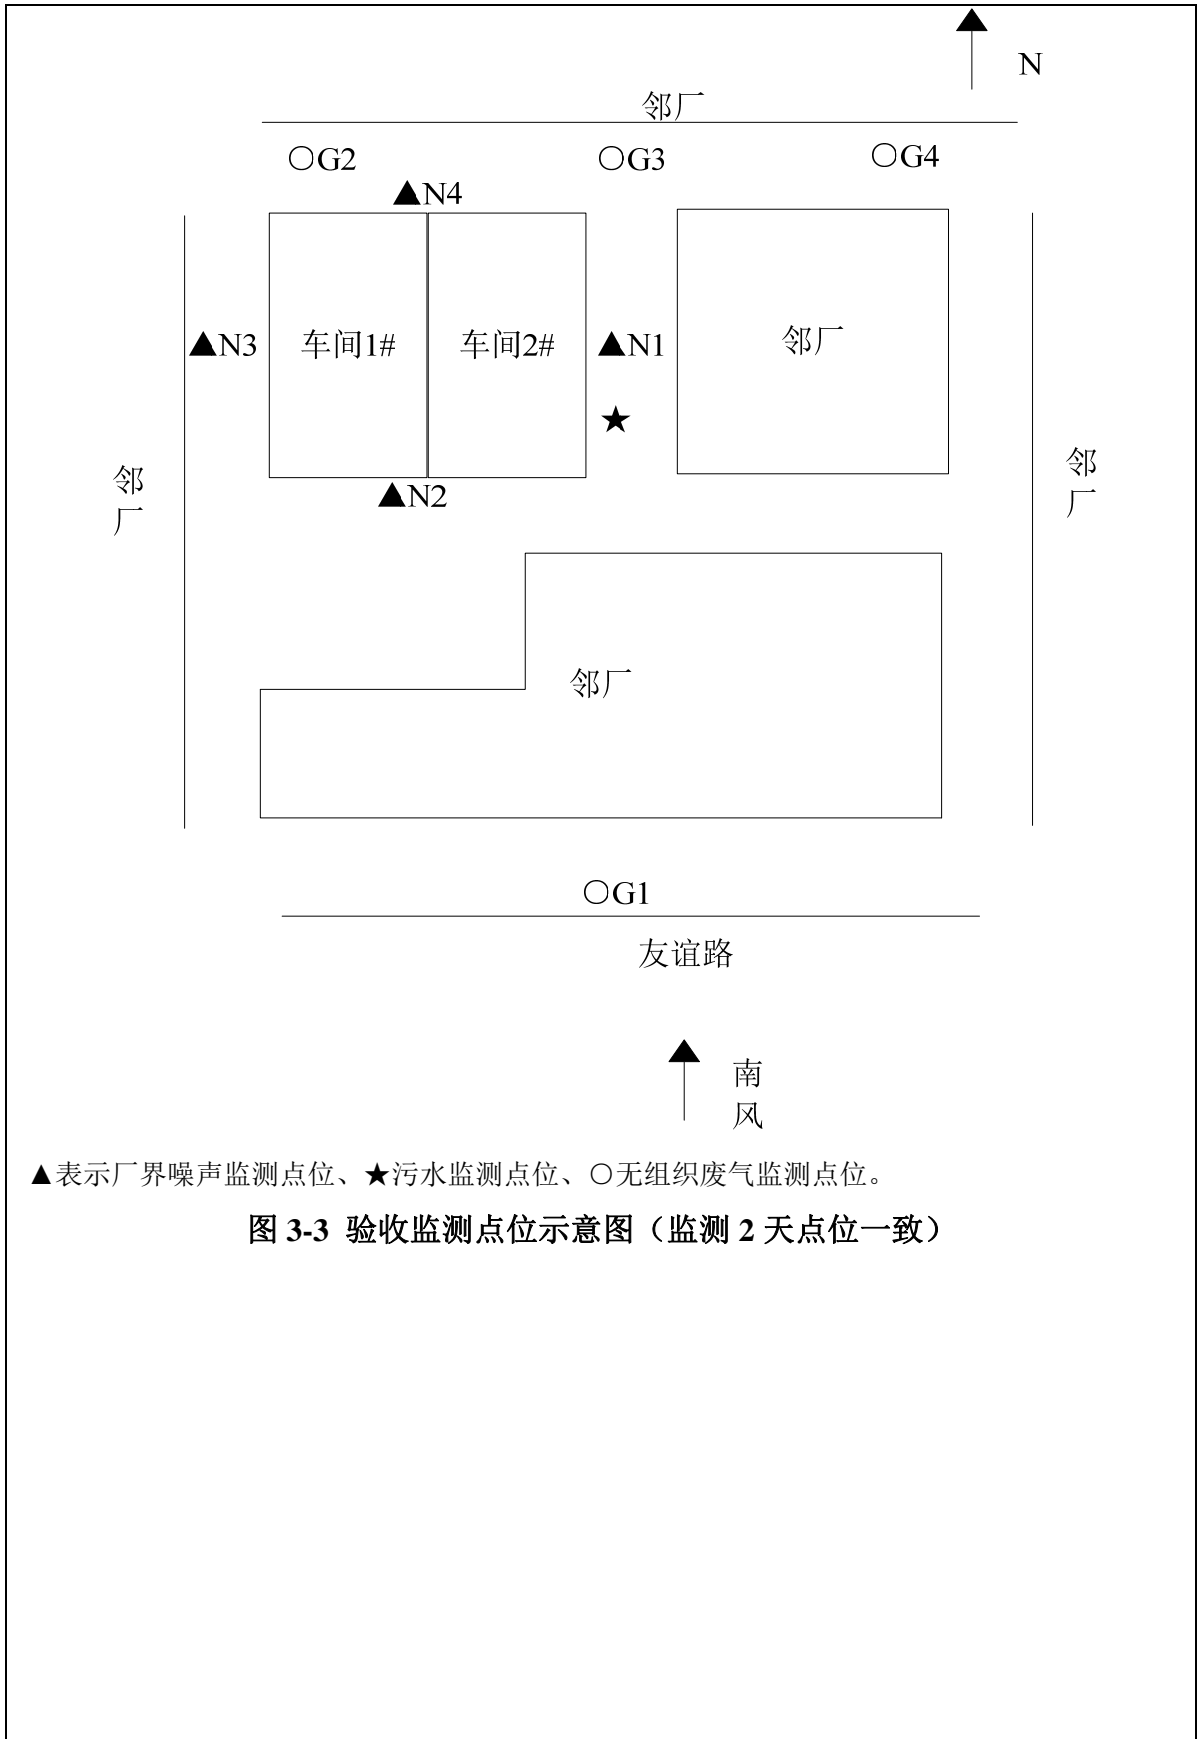 N
邻厂
○G2
○G3
○G4
▲N4
▲N3
车间1#
车间2#
▲N1
邻厂
★
邻
厂
邻
厂
▲N2
邻厂
○G1
友谊路
南
风
▲表示厂界噪声监测点位、★污水监测点位、○无组织废气监测点位。
图 3-3 验收监测点位示意图（监测 2 天点位一致）